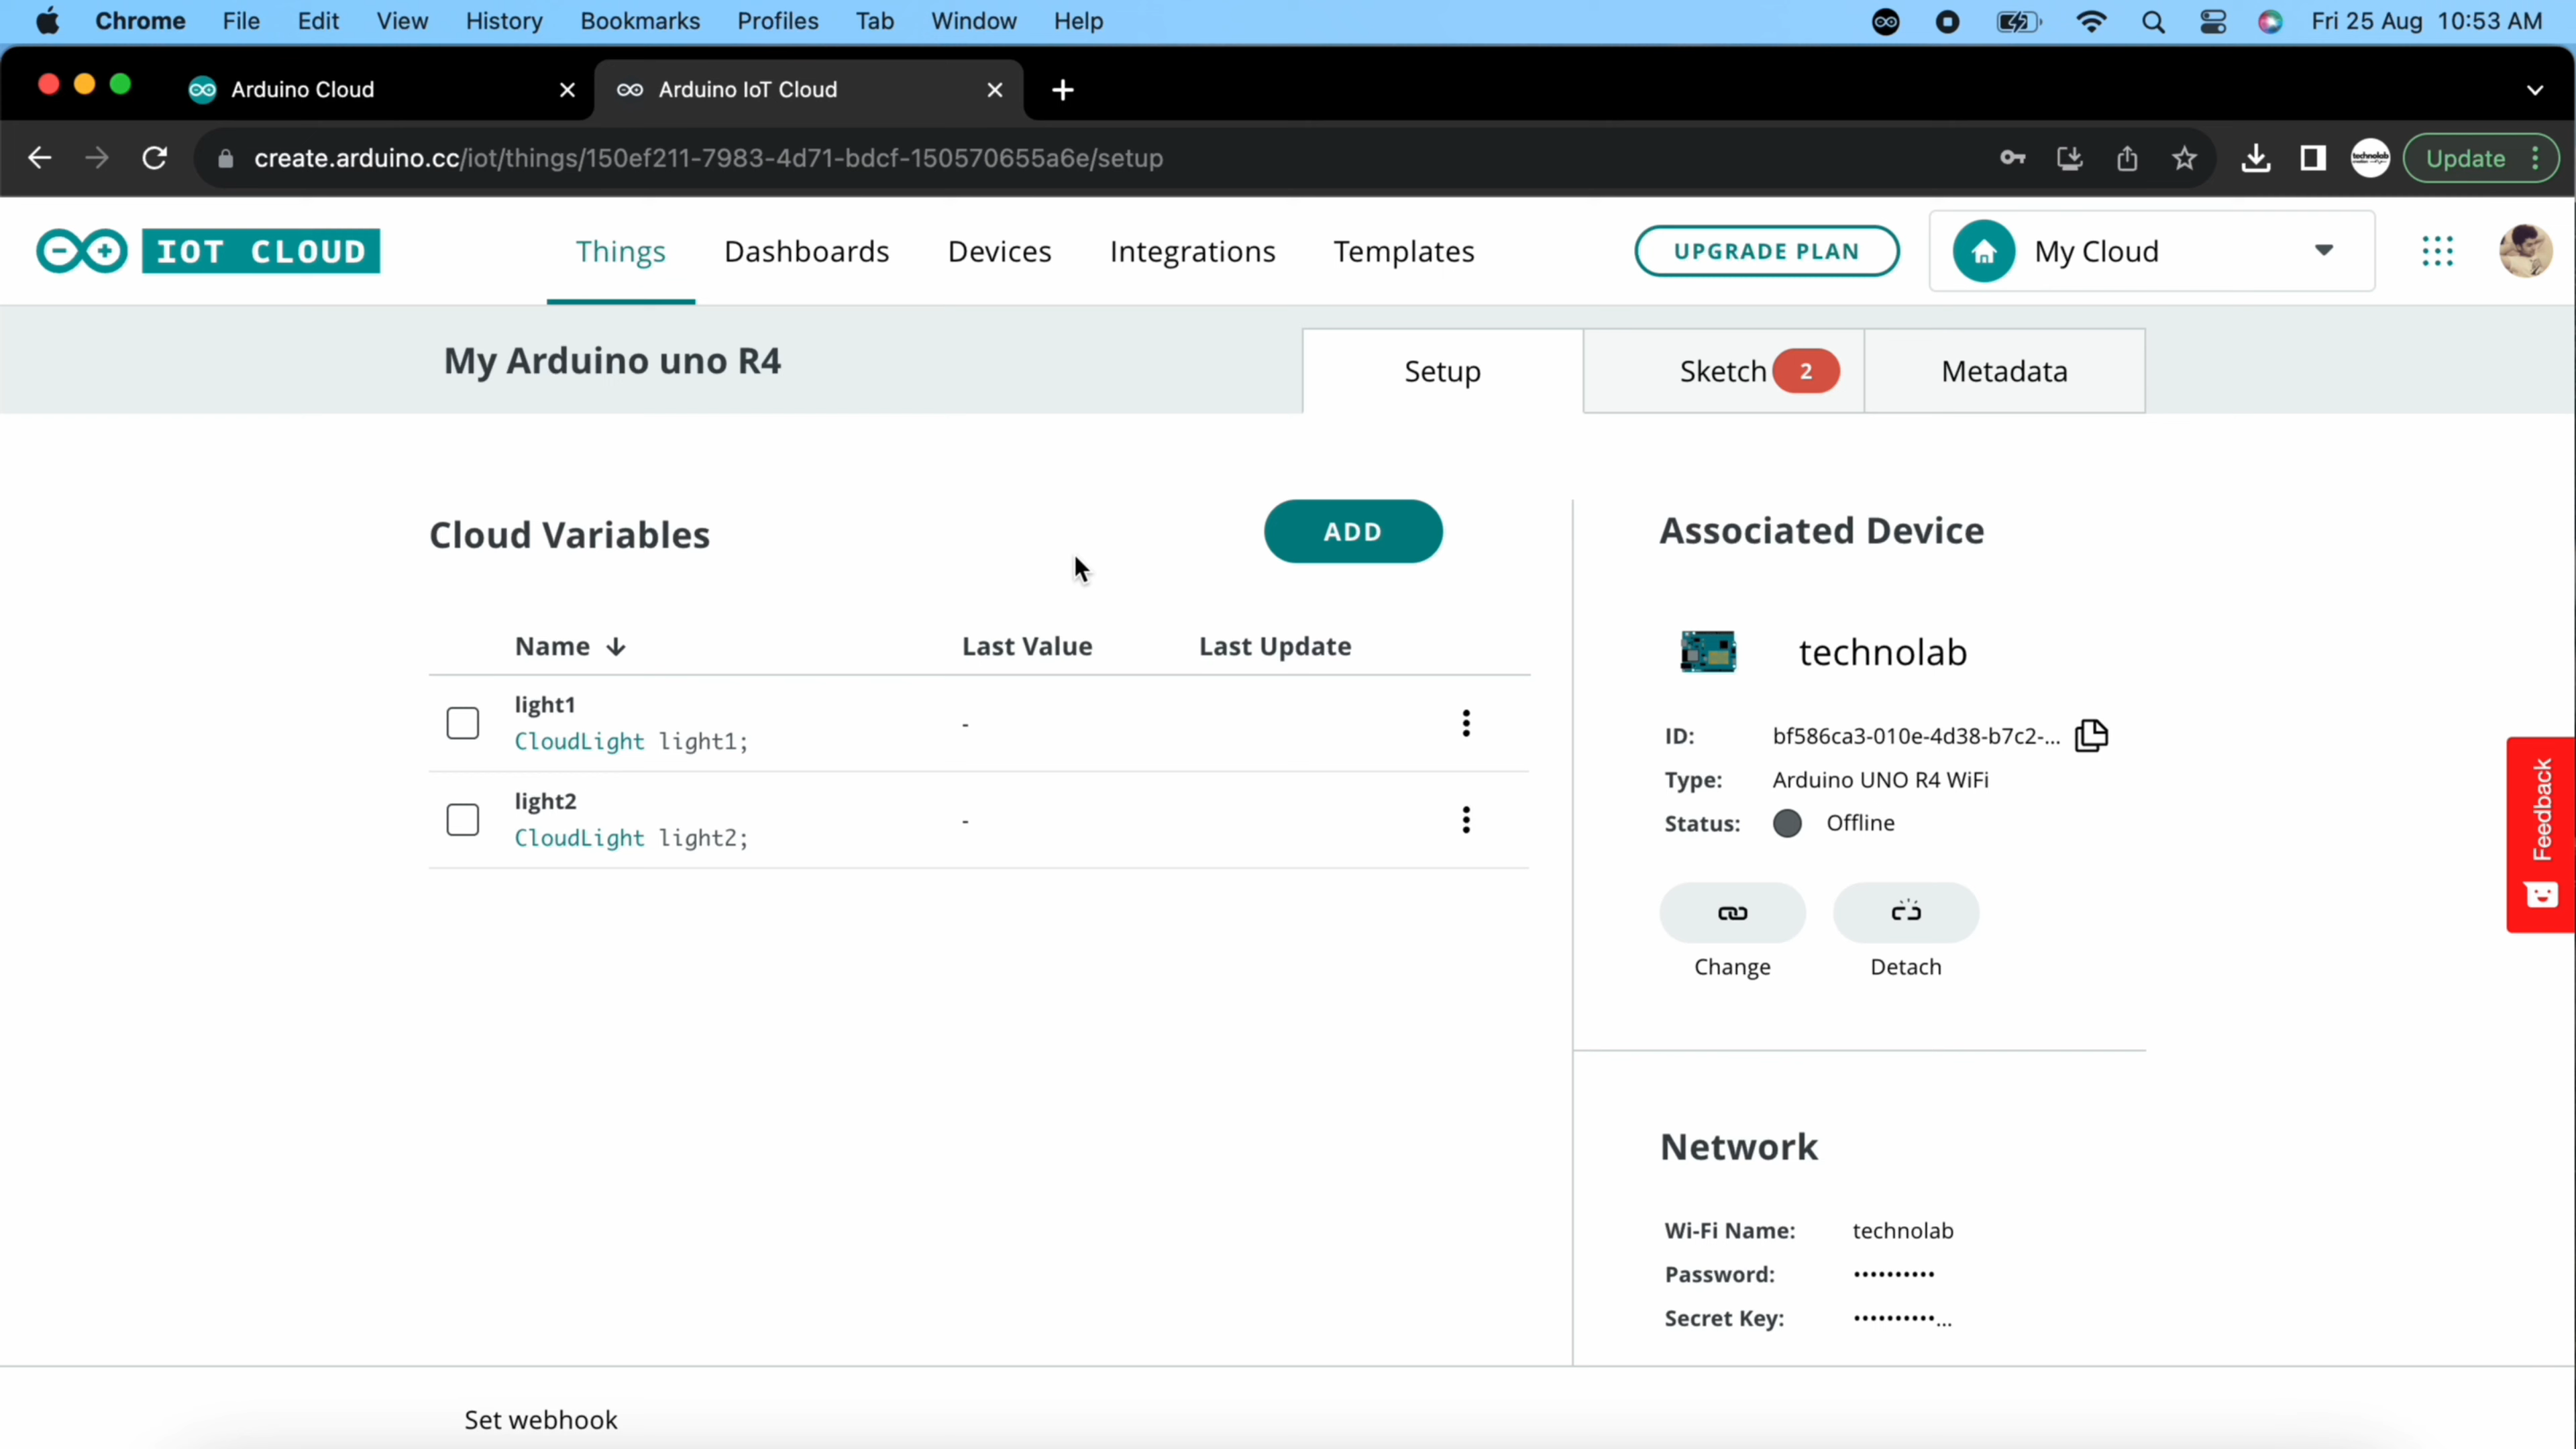 Chrome File Edit View History Bookmarks Profiles Tab Window Help Fri 25 Aug 10:53 AM
Arduino Cloud Arduino IoT Cloud
create.arduino.cc/iot/things/150ef211-7983-4d71-bdcf-150570655a6e/setup technolab Update
IOT CLOUD Things Dashboards Devices Integrations Templates UPGRADE PLAN My Cloud
My Arduino uno R4 Setup Sketch 2 Metadata
Cloud Variables ADD
Name Last Value Last Update
light1
CloudLight light1; -
light2
CloudLight light2; -
Associated Device
technolab
ID: bf586ca3-010e-4d38-b7c2-...
Type: Arduino UNO R4 WiFi
Status: Offline
Change Detach
Network
Wi-Fi Name: technolab
Password: ••••••••••
Secret Key: ••••••••••...
Set webhook
Feedback